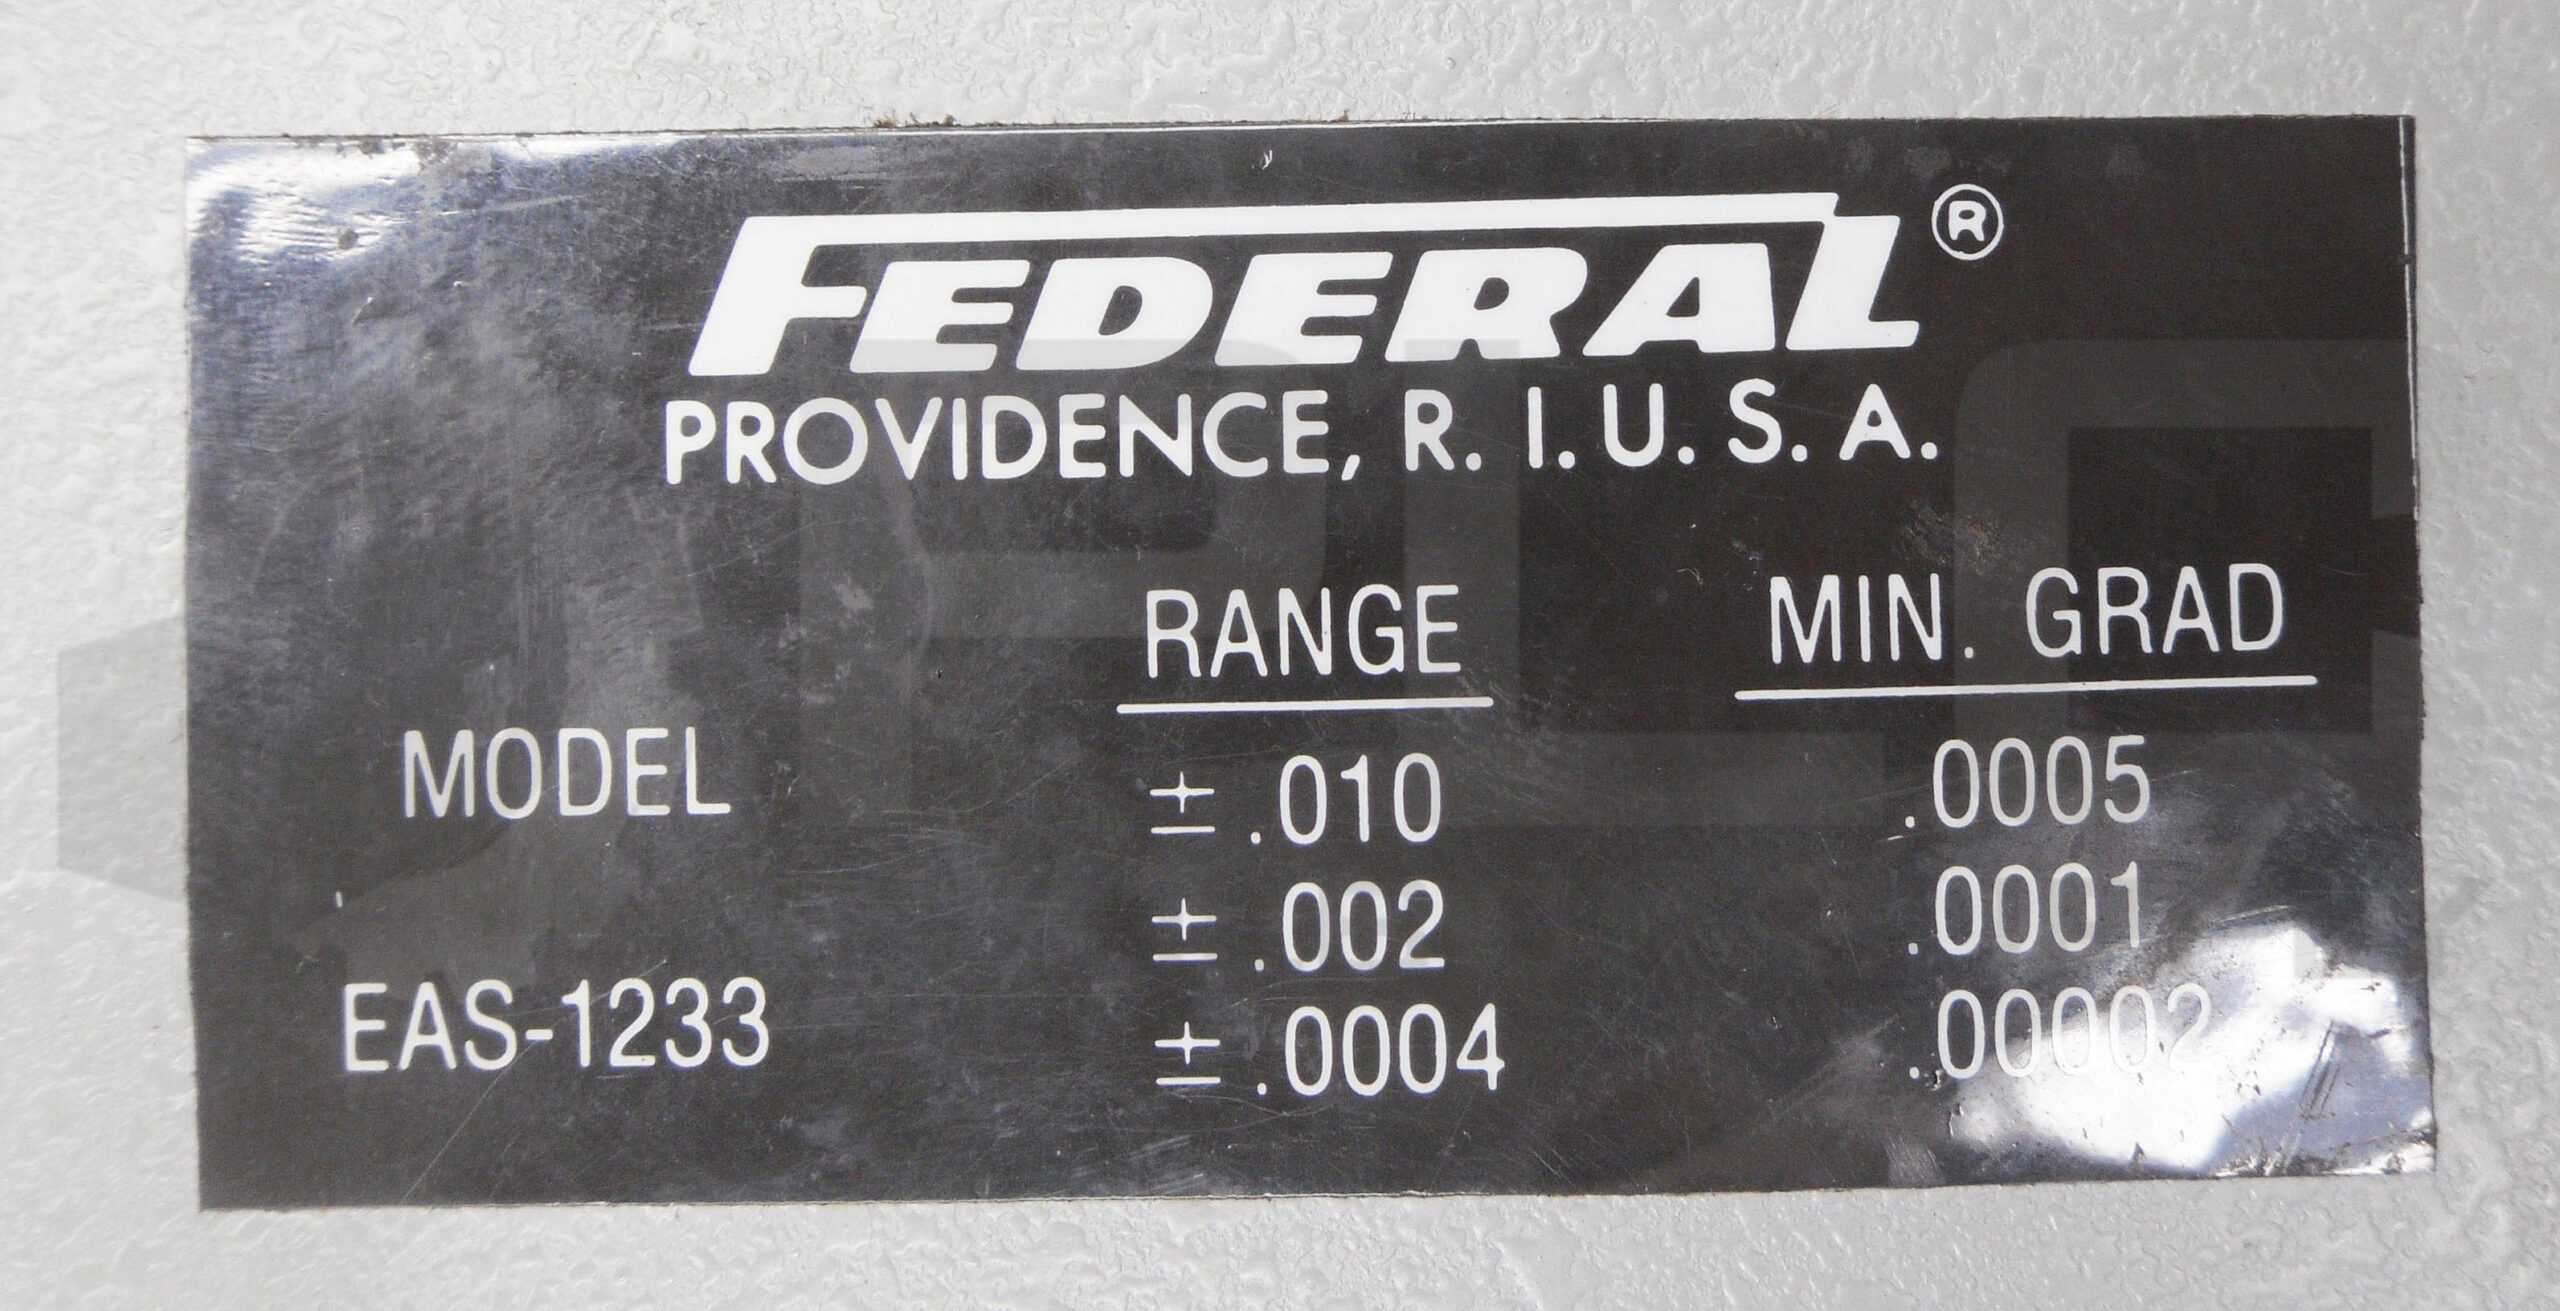 FEDERAL®
PROVIDENCE, R. I. U. S. A.
RANGE MIN. GRAD
MODEL ± .010 .0005
± .002 .0001
EAS-1233 ± .0004 .00002